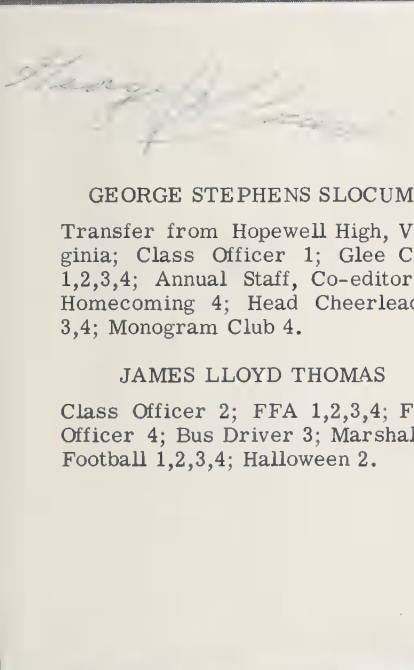 GEORGE STEPHENS SLOCUM
Transfer from Hopewell High, V
ginia; Class Officer 1; Glee C
1,2,3,4; Annual Staff, Co-editor
Homecoming 4; Head Cheerlead
3,4; Monogram Club 4.
JAMES LLOYD THOMAS
Class Officer 2; FFA 1,2,3,4; F
Officer 4; Bus Driver 3; Marshal
Football 1,2,3,4; Halloween 2.